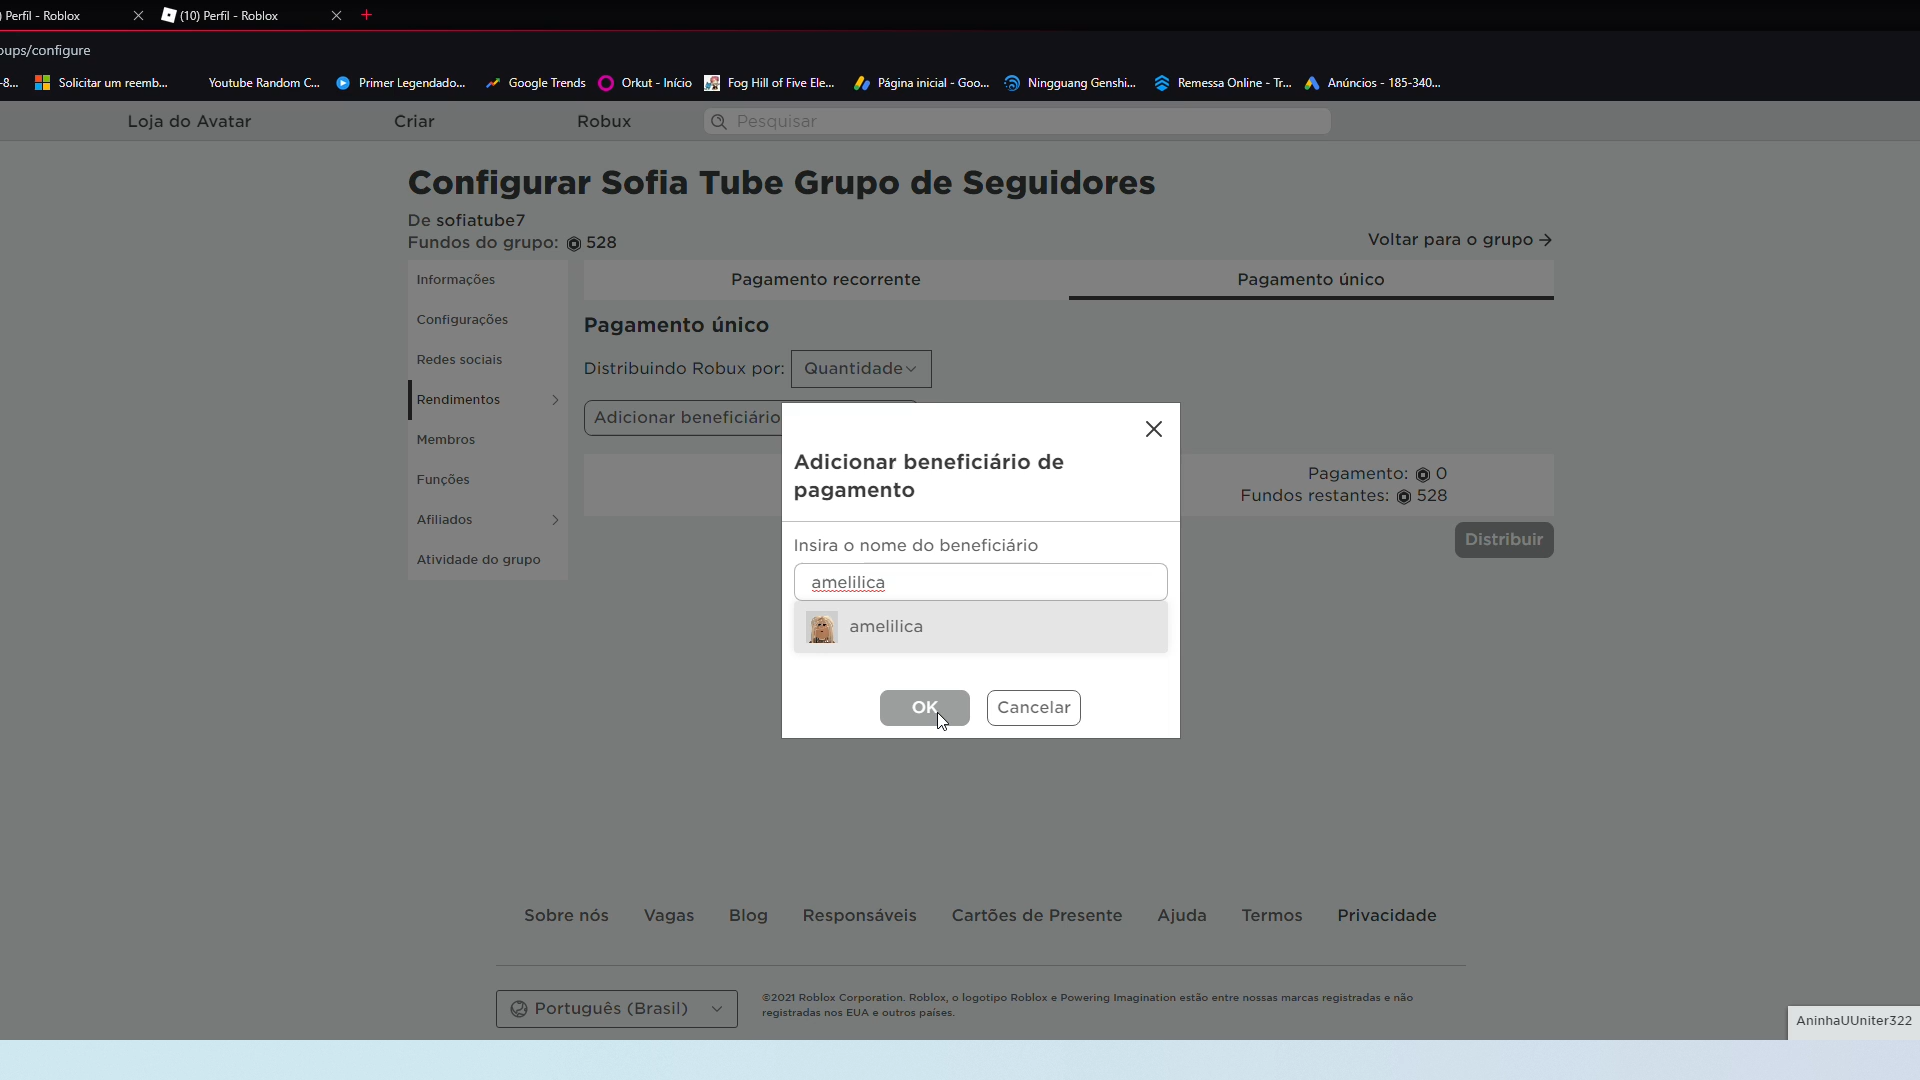 ) Perfil - Roblox
(10) Perfil - Roblox
oups/configure
-8...
Solicitar um reemb...
Youtube Random C...
Primer Legendado...
Google Trends
Orkut - Início
Fog Hill of Five Ele...
Página inicial - Goo...
Ningguang Genshi...
Remessa Online - Tr...
Anúncios - 185-340...
Loja do Avatar
Criar
Robux
Pesquisar
Configurar Sofia Tube Grupo de Seguidores
De sofiatube7
Fundos do grupo: 528
Voltar para o grupo
Informações
Configurações
Redes sociais
Rendimentos
Membros
Funções
Afiliados
Atividade do grupo
Pagamento recorrente
Pagamento único
Pagamento único
Distribuindo Robux por: Quantidade
Adicionar beneficiário
Pagamento: 0
Fundos restantes: 528
Distribuir
Adicionar beneficiário de
pagamento
Insira o nome do beneficiário
amelilica
amelilica
OK
Cancelar
Sobre nós
Vagas
Blog
Responsáveis
Cartões de Presente
Ajuda
Termos
Privacidade
Português (Brasil)
©2021 Roblox Corporation. Roblox, o logotipo Roblox e Powering Imagination estão entre nossas marcas registradas e não
registradas nos EUA e outros países.
AninhaUUniter322